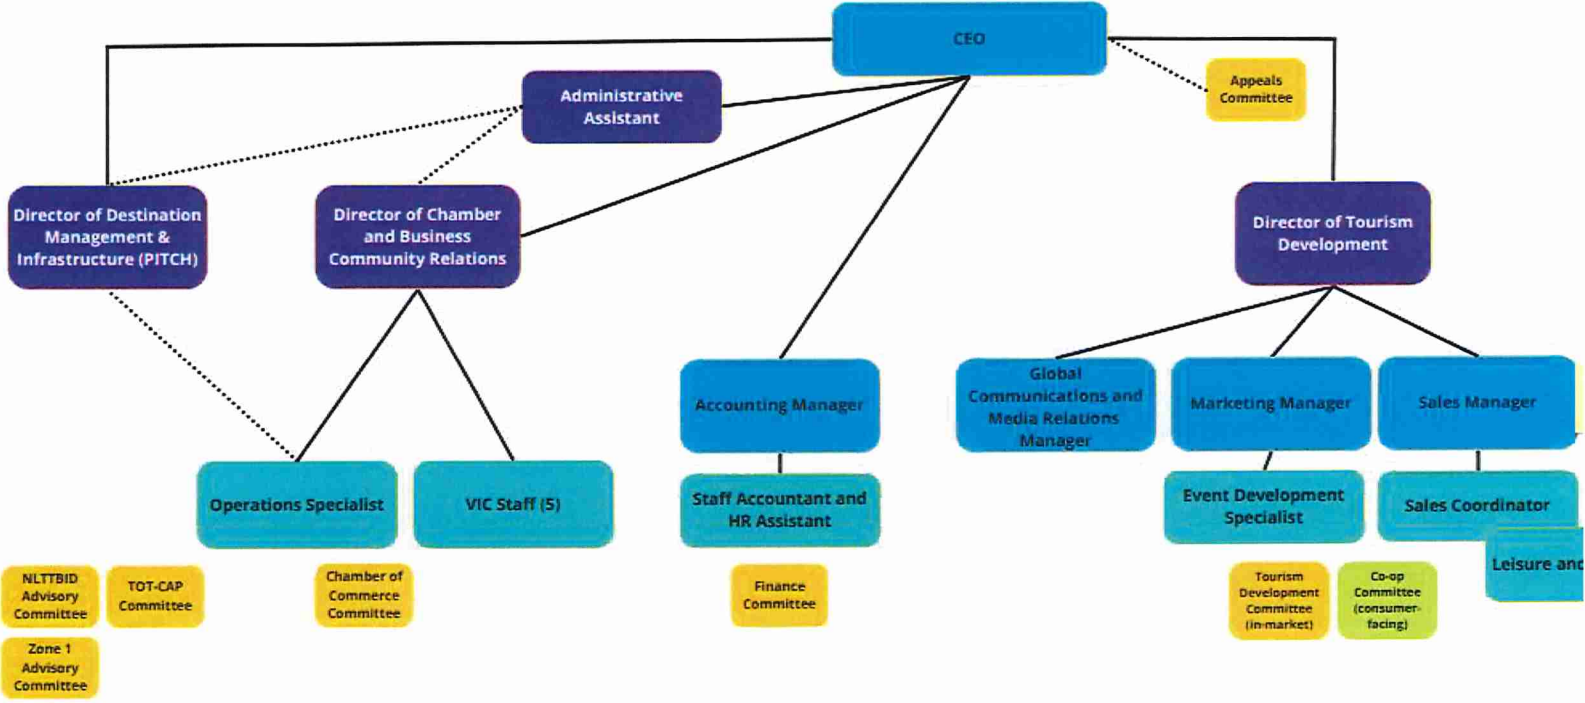 CEO
Appeals
Committee
Administrative
Assistant
Director of Destination
Management &
Infrastructure (PITCH)
Director of Chamber
and Business
Community Relations
Director of Tourism
Development
Accounting Manager
Global
Communications and
Media Relations
Manager
Marketing Manager
Sales Manager
Operations Specialist
VIC Staff (5)
Staff Accountant and
HR Assistant
Event Development
Specialist
Sales Coordinator
Leisure and
NLTTBID
Advisory
Committee
TOT-CAP
Committee
Chamber of
Commerce
Committee
Finance
Committee
Tourism
Development
Committee
(in-market)
Co-op
Committee
(consumer-
facing)
Zone 1
Advisory
Committee